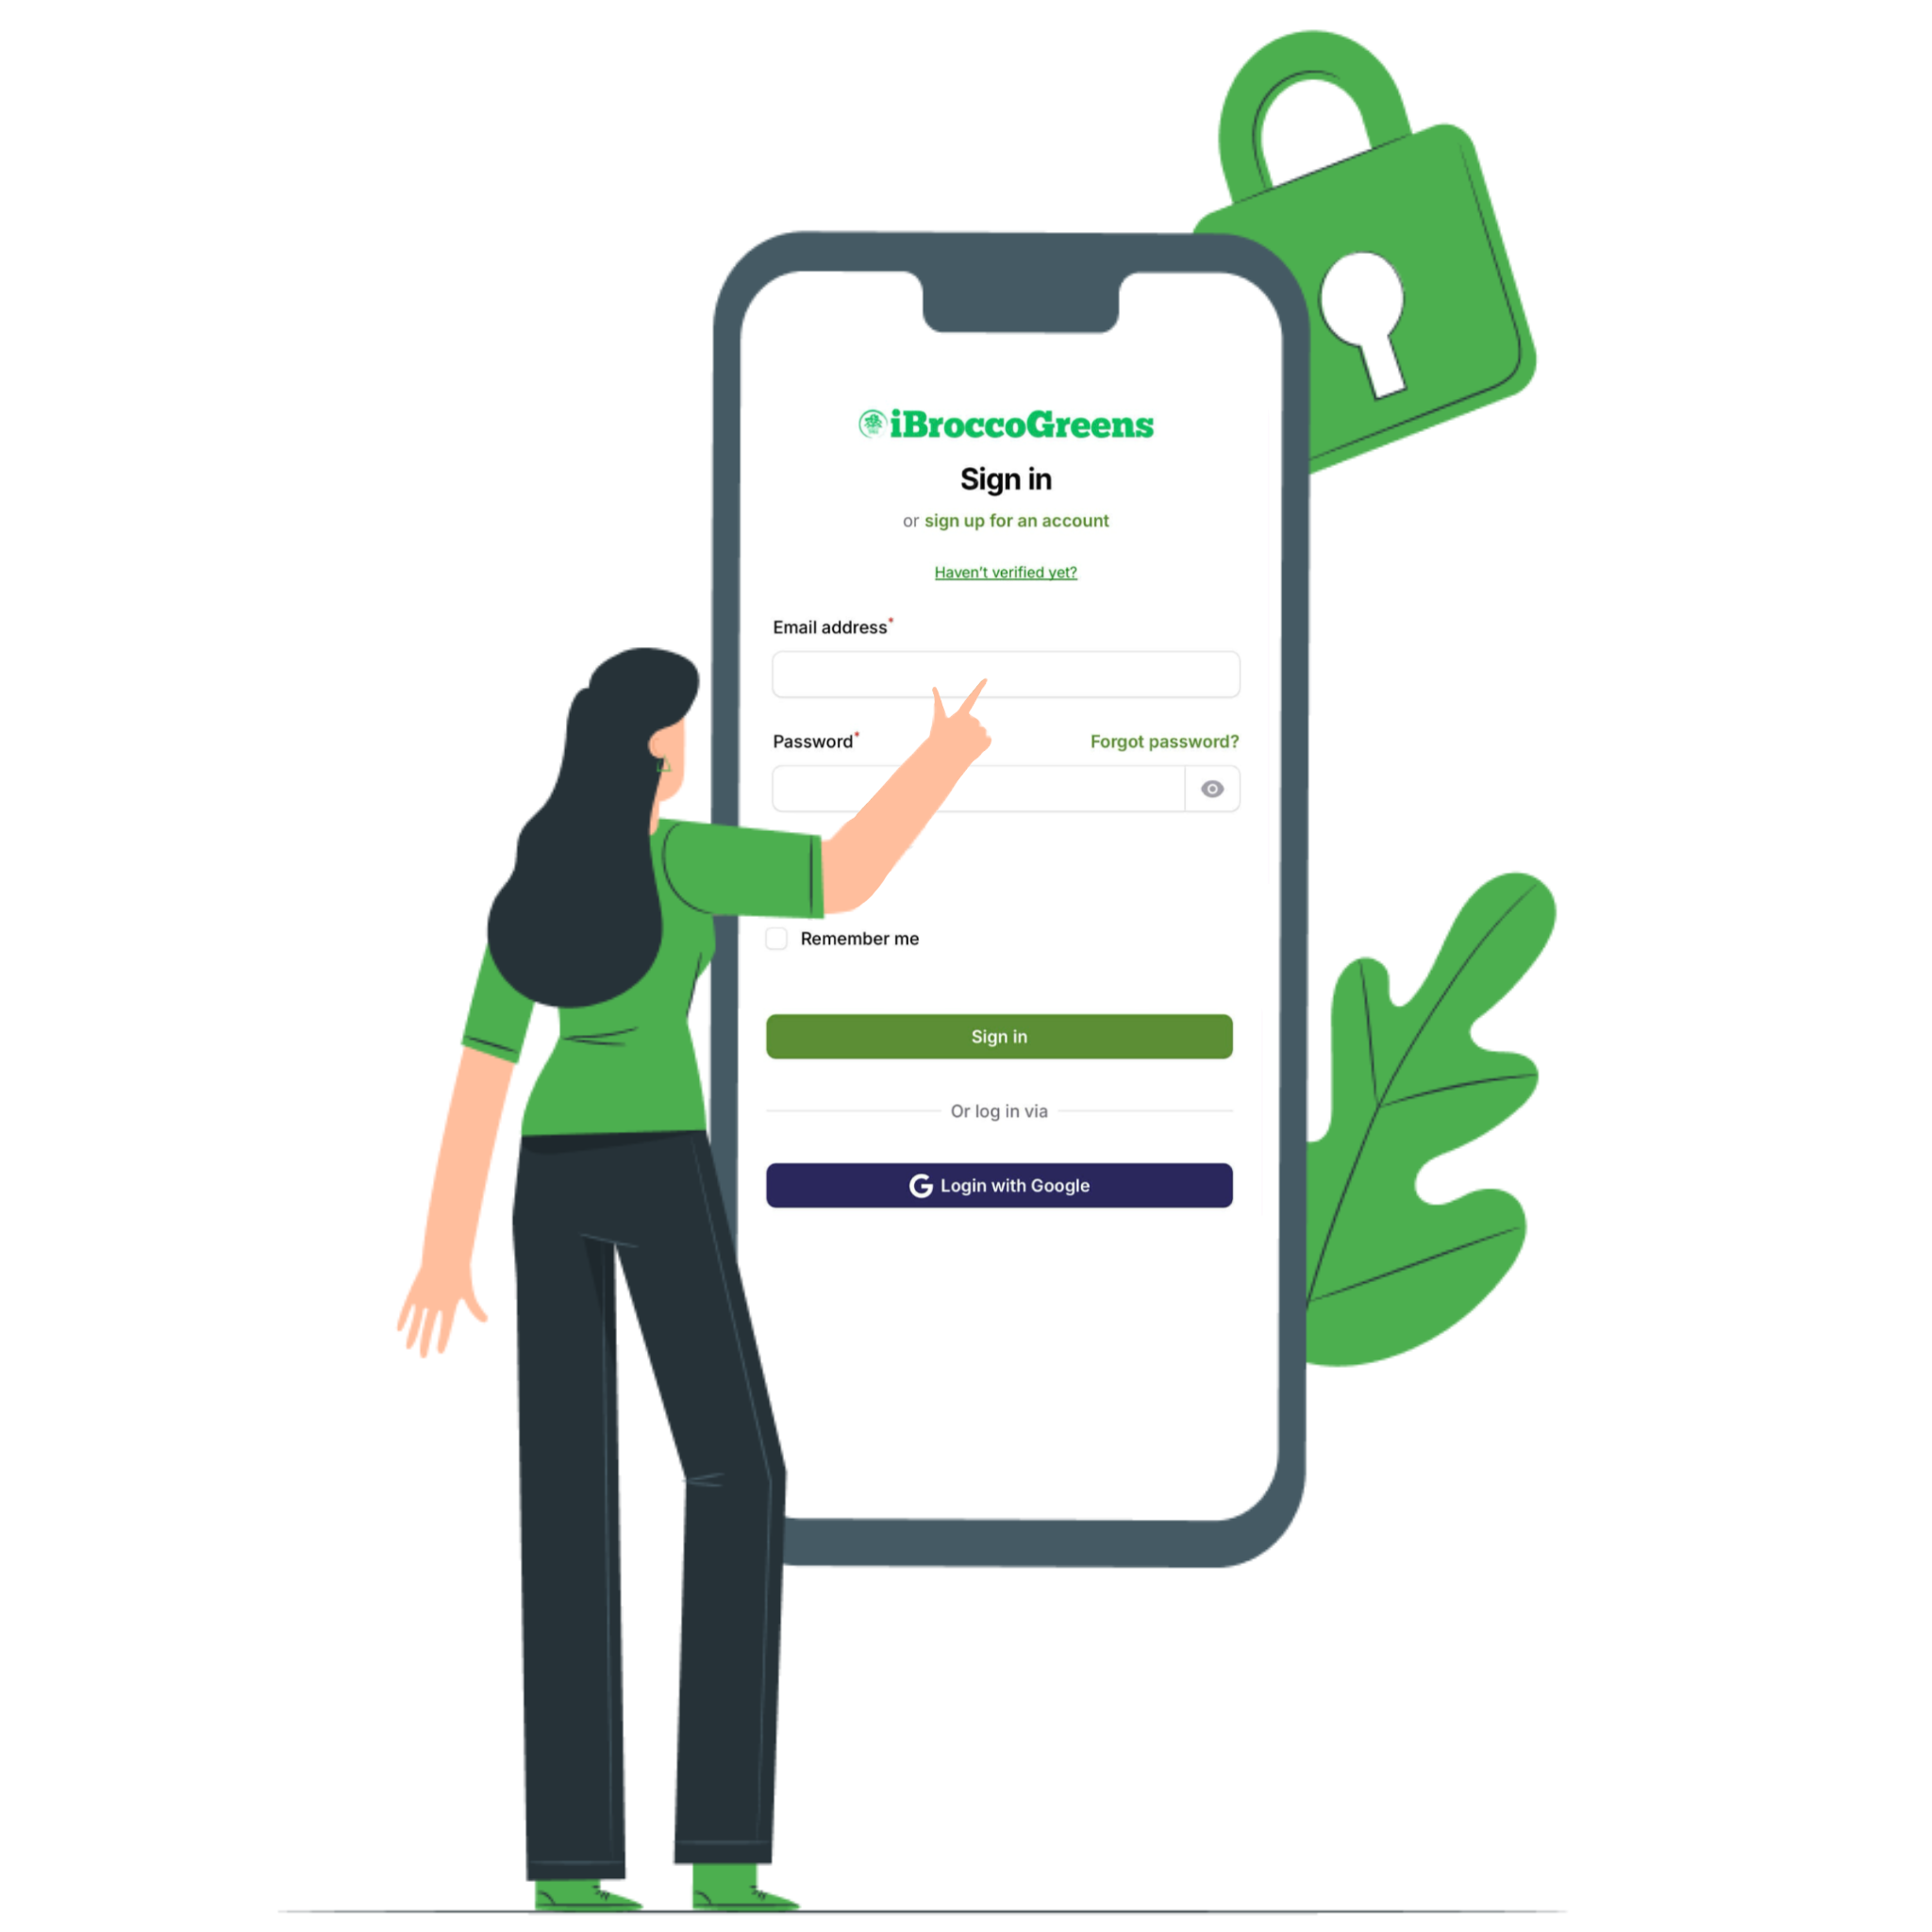 iBroccoGreens
Sign in
or sign up for an account
Haven't verified yet?
Email address*
Password* Forgot password?
Remember me
Sign in
Or log in via
G Login with Google